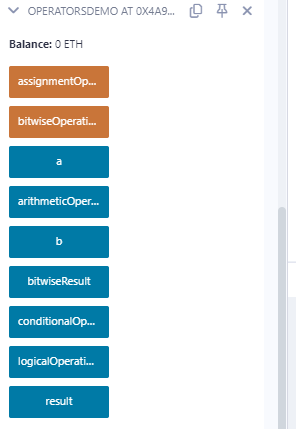 OPERATORSDEMO AT 0X4A9...
Balance: 0 ETH
assignmentOp...
bitwiseOperati...
a
arithmeticOper...
b
bitwiseResult
conditionalOp...
logicalOperati...
result